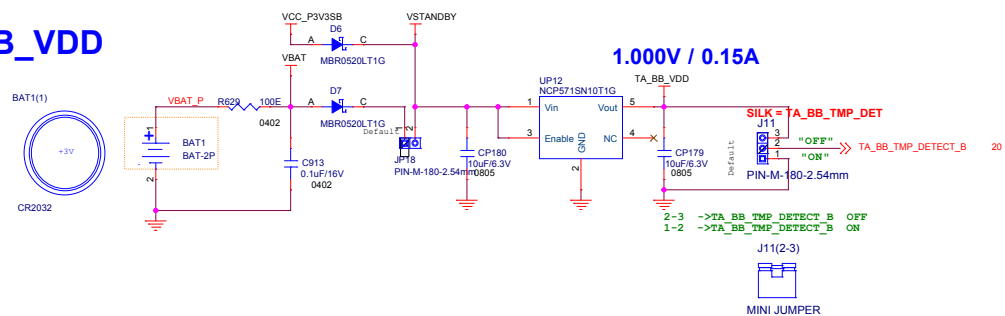 B_VDD
VCC_P3V3SB
VSTANDBY
D6
A
C
MBR0520LT1G
1.000V / 0.15A
VBAT
BAT1(1)
VBAT_P
R629
100E
0402
D7
A
C
MBR0520LT1G
Default
1
2
JP18
PIN-M-180-2.54mm
UP12
NCP571SN10T1G
1
Vin
Vout
5
3
Enable
NC
4
GND
2
TA_BB_VDD
SILK = TA_BB_TMP_DET
J11
3
2
1
"OFF"
"ON"
TA_BB_TMP_DETECT_B
20
Default
PIN-M-180-2.54mm
+3V
CR2032
1
+
-
2
BAT1
BAT-2P
C913
0.1uF/16V
0402
CP180
10uF/6.3V
0805
CP179
10uF/6.3V
0805
2-3 ->TA_BB_TMP_DETECT_B OFF
1-2 ->TA_BB_TMP_DETECT_B ON
J11(2-3)
MINI JUMPER